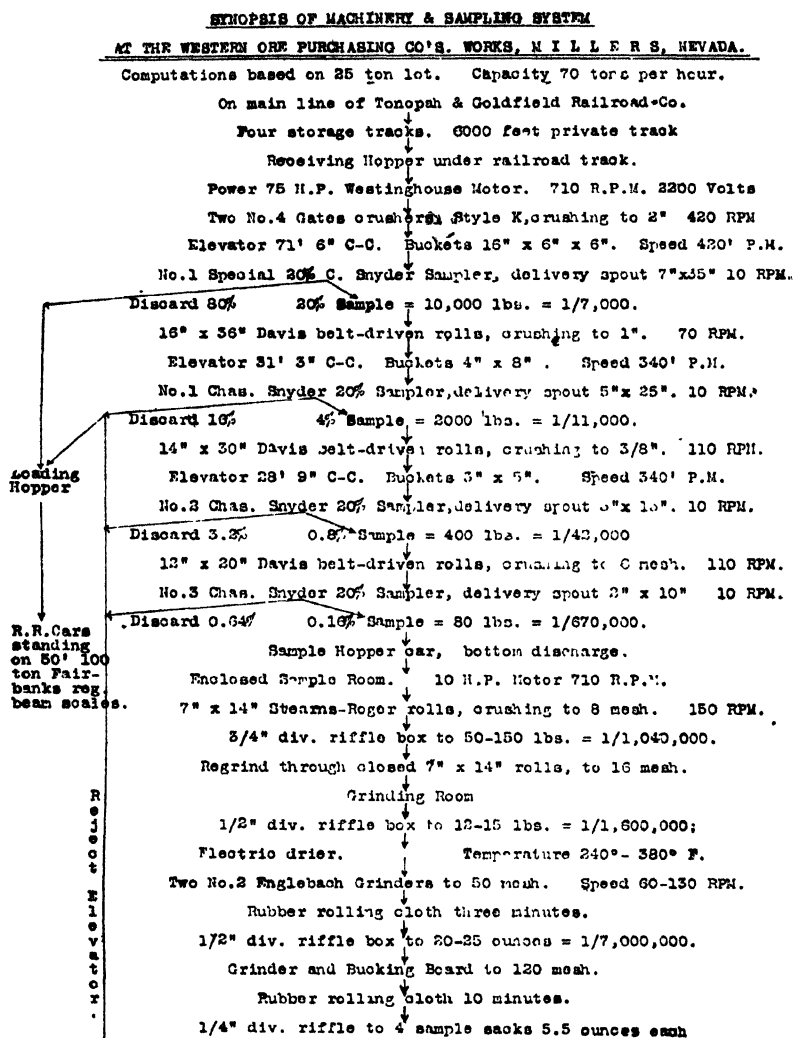 SYNOPSIS OF MACHINERY & SAMPLING SYSTEM
AT THE WESTERN ORE PURCHASING CO'S. WORKS, M I L L E R S, NEVADA.
Computations based on 25 ton lot. Capacity 70 tons per hour.
On main line of Tonopah & Goldfield Railroad Co.
Four storage tracks. 6000 feet private track
Receiving Hopper under railroad track.
Power 75 H.P. Westinghouse Motor. 710 R.P.M. 2200 Volts
Two No.4 Gates crushers, Style K, crushing to 2" 420 RPM
Elevator 71' 6" C-C. Buckets 16" x 6" x 6". Speed 420' P.M.
No.1 Special 20% C. Snyder Sampler, delivery spout 7"x35" 10 RPM.
Discard 80% 20% Sample = 10,000 lbs. = 1/7,000.
16" x 36" Davis belt-driven rolls, crushing to 1". 70 RPM.
Elevator 31' 3" C-C. Buckets 4" x 8" . Speed 340' P.M.
No.1 Chas. Snyder 20% Sampler, delivery spout 5"x 25". 10 RPM.
Discard 16% 4% Sample = 2000 lbs. = 1/11,000.
14" x 30" Davis belt-driven rolls, crushing to 3/8". 110 RPM.
Loading
Hopper
Elevator 28' 9" C-C. Buckets 3" x 5". Speed 340' P.M.
No.2 Chas. Snyder 20% Sampler, delivery spout x 10 RPM.
Discard 3.2% 0.8% Sample = 400 lbs. = 1/42,000
12" x 20" Davis belt-driven rolls, crushing to mesh. 110 RPM.
No.3 Chas. Snyder 20% Sampler, delivery spout 2" x 10" 10 RPM.
Discard 0.64% 0.16% Sample = 80 lbs. = 1/670,000.
R.R.Cars
standing
on 50' 100
ton Fair-
banks reg.
beam scales.
Sample Hopper car, bottom discharge.
Enclosed Sample Room. 10 H.P. Motor 710 R.P.M.
7" x 14" Stearns-Roger rolls, crushing to 8 mesh. 150 RPM.
3/4" div. riffle box to 50-150 lbs. = 1/1,040,000.
Regrind through closed 7" x 14" rolls, to 16 mesh.
Grinding Room
1/2" div. riffle box to 12-15 lbs. = 1/1,600,000;
Electric drier. Temperature 240°- 380° F.
Two No.2 Englebach Grinders to 50 mesh. Speed 60-130 RPM.
Rubber rolling cloth three minutes.
1/2" div. riffle box to 20-25 ounces = 1/7,000,000.
Grinder and Bucking Board to 120 mesh.
Rubber rolling cloth 10 minutes.
1/4" div. riffle to 4 sample sacks 5.5 ounces each
Reject Elevator.